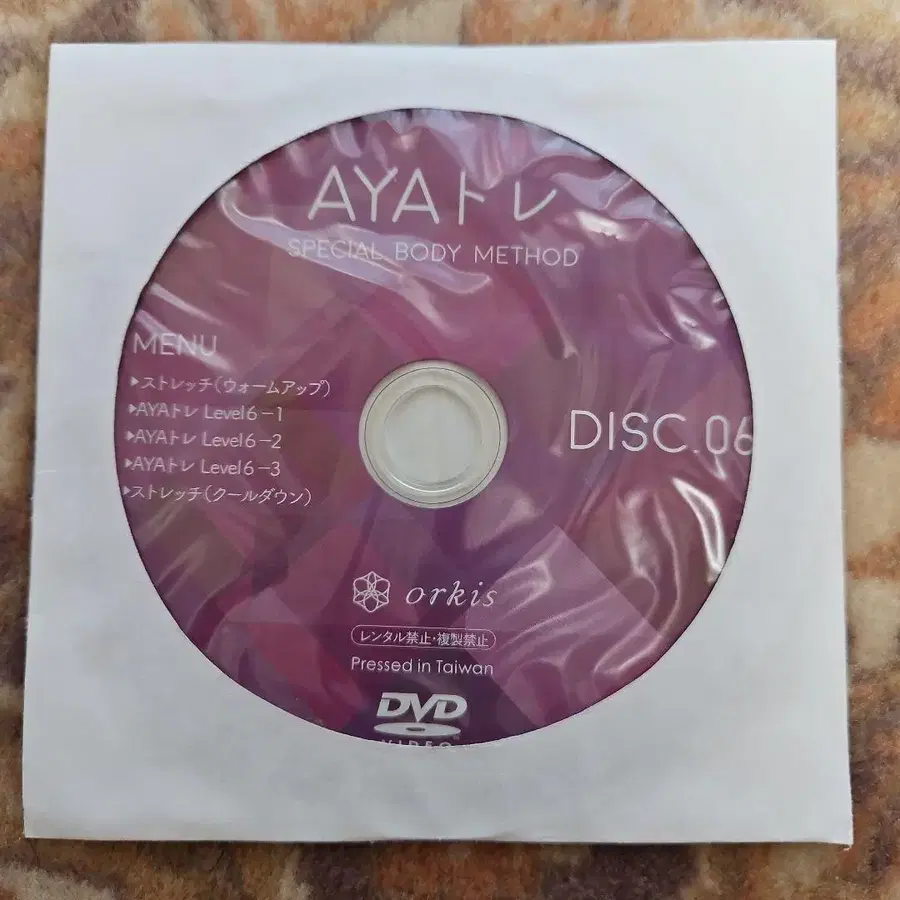 AYAトレ
SPECIAL BODY METHOD
MENU
▶ストレッチ(ウォームアップ)
▶AYAトレ Level6-1
▶AYAトレ Level6-2
▶AYAトレ Level6-3
▶ストレッチ(クールダウン)
DISC.06
orkis
レンタル禁止・複製禁止
Pressed in Taiwan
DVD
VIDEO